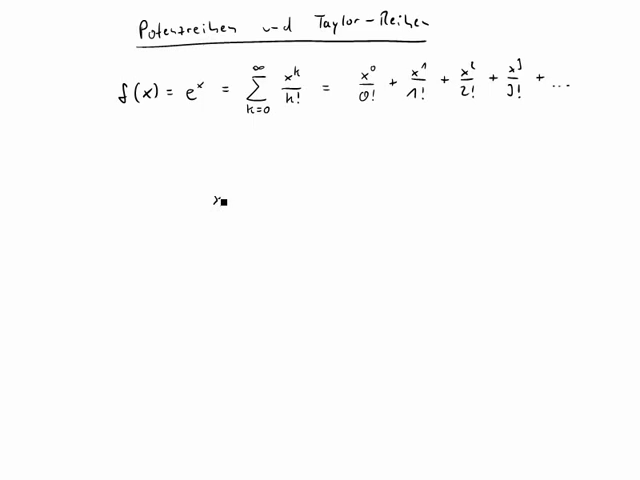 Potenzreihen und Taylor-Reihen
f(x) = e^x = ∑_{k=0}^{∞} x^k/k! = x^0/0! + x^1/1! + x^2/2! + x^3/3! + ...
x